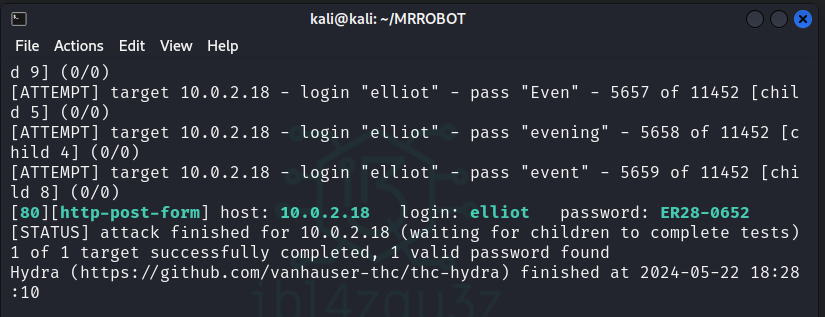 kali@kali: ~/MRROBOT
File Actions Edit View Help
d 9] (0/0)
[ATTEMPT] target 10.0.2.18 - login "elliot" - pass "Even" - 5657 of 11452 [chil
d 5] (0/0)
[ATTEMPT] target 10.0.2.18 - login "elliot" - pass "evening" - 5658 of 11452 [c
hild 4] (0/0)
[ATTEMPT] target 10.0.2.18 - login "elliot" - pass "event" - 5659 of 11452 [chi
ld 8] (0/0)
[80][http-post-form] host: 10.0.2.18   login: elliot   password: ER28-0652
[STATUS] attack finished for 10.0.2.18 (waiting for children to complete tests)
1 of 1 target successfully completed, 1 valid password found
Hydra (https://github.com/vanhauser-thc/thc-hydra) finished at 2024-05-22 18:28
:10